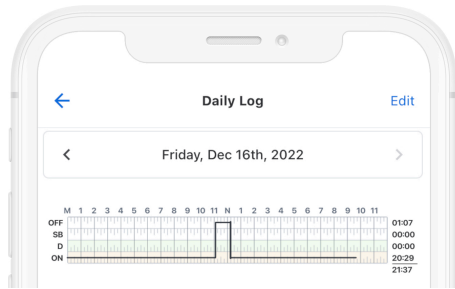 Daily Log Edit
Friday, Dec 16th, 2022
M 1 2 3 4 5 6 7 8 9 10 11 N 1 2 3 4 5 6 7 8 9 10 11
OFF 01:07
SB 00:00
D 00:00
ON 20:29
21:37